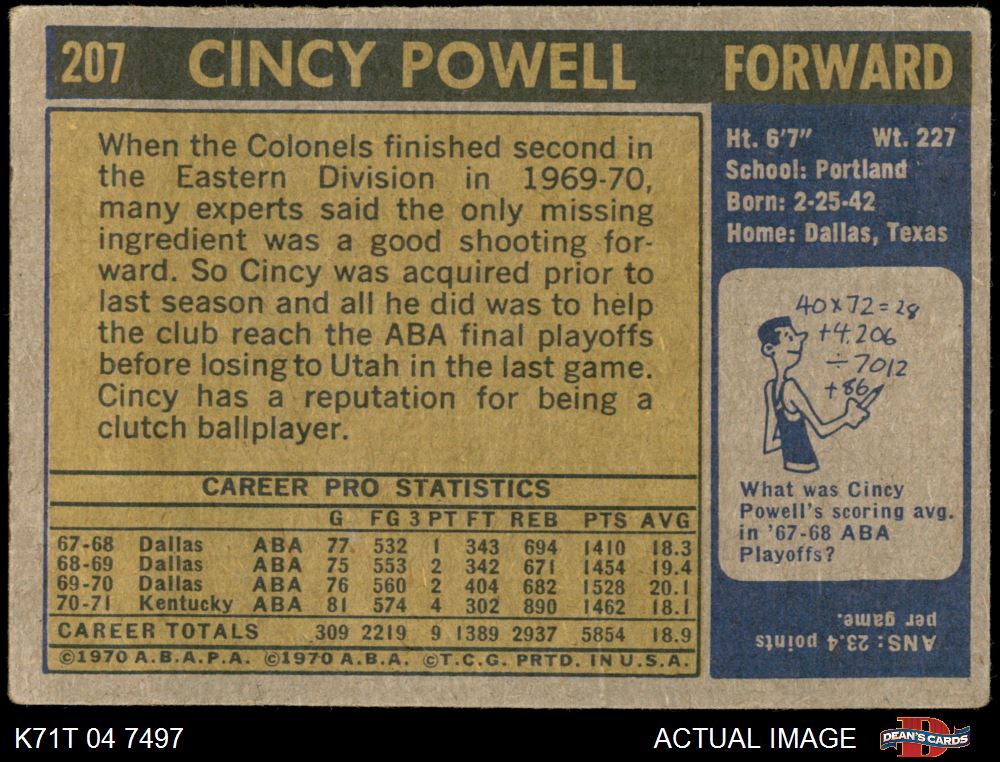 207 CINCY POWELL FORWARD
When the Colonels finished second in
the Eastern Division in 1969-70,
many experts said the only missing
ingredient was a good shooting for-
ward. So Cincy was acquired prior to
last season and all he did was to help
the club reach the ABA final playoffs
before losing to Utah in the last game.
Cincy has a reputation for being a
clutch ballplayer.
CAREER PRO STATISTICS
G FG 3 PT FT REB PTS AVG
67-68 Dallas ABA 77 532 1 343 694 1410 18.3
68-69 Dallas ABA 75 553 2 342 671 1454 19.4
69-70 Dallas ABA 76 560 2 404 682 1528 20.1
70-71 Kentucky ABA 81 574 4 302 890 1462 18.1
CAREER TOTALS 309 2219 9 1389 2937 5854 18.9
©1970 A.B.A.P.A. ©1970 A.B.A. ©T.C.G. PRTD. IN U.S.A.
Ht. 6'7" Wt. 227
School: Portland
Born: 2-25-42
Home: Dallas, Texas
40x72=28
+4.206
÷7012
+86
What was Cincy
Powell's scoring avg.
in '67-68 ABA
Playoffs?
ANS: 23.4 points
per game.
K71T 04 7497
ACTUAL IMAGE
D
DEAN'S CARDS